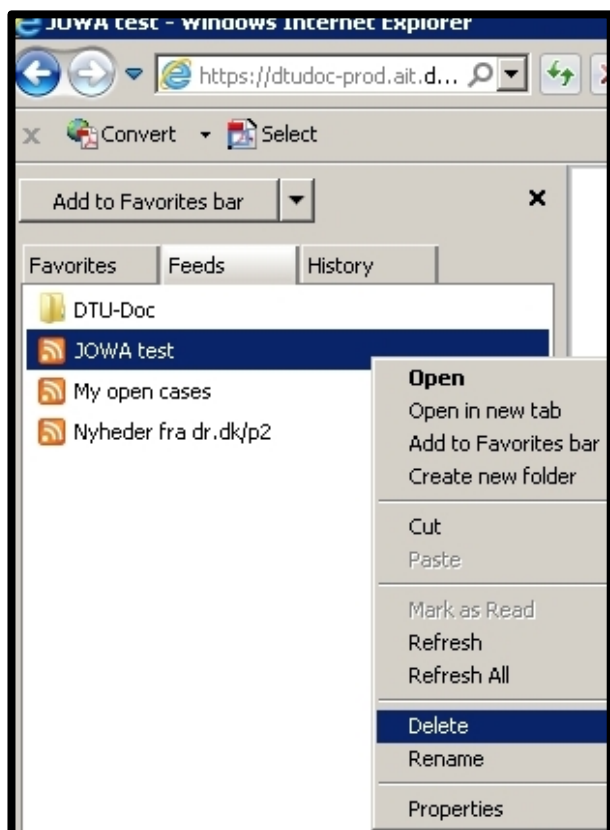 JOWA test - Windows Internet Explorer
https://dtudoc-prod.ait.d...
x Convert Select
Add to Favorites bar x
Favorites Feeds History
DTU-Doc
JOWA test
My open cases
Nyheder fra dr.dk/p2
Open
Open in new tab
Add to Favorites bar
Create new folder
Cut
Paste
Mark as Read
Refresh
Refresh All
Delete
Rename
Properties